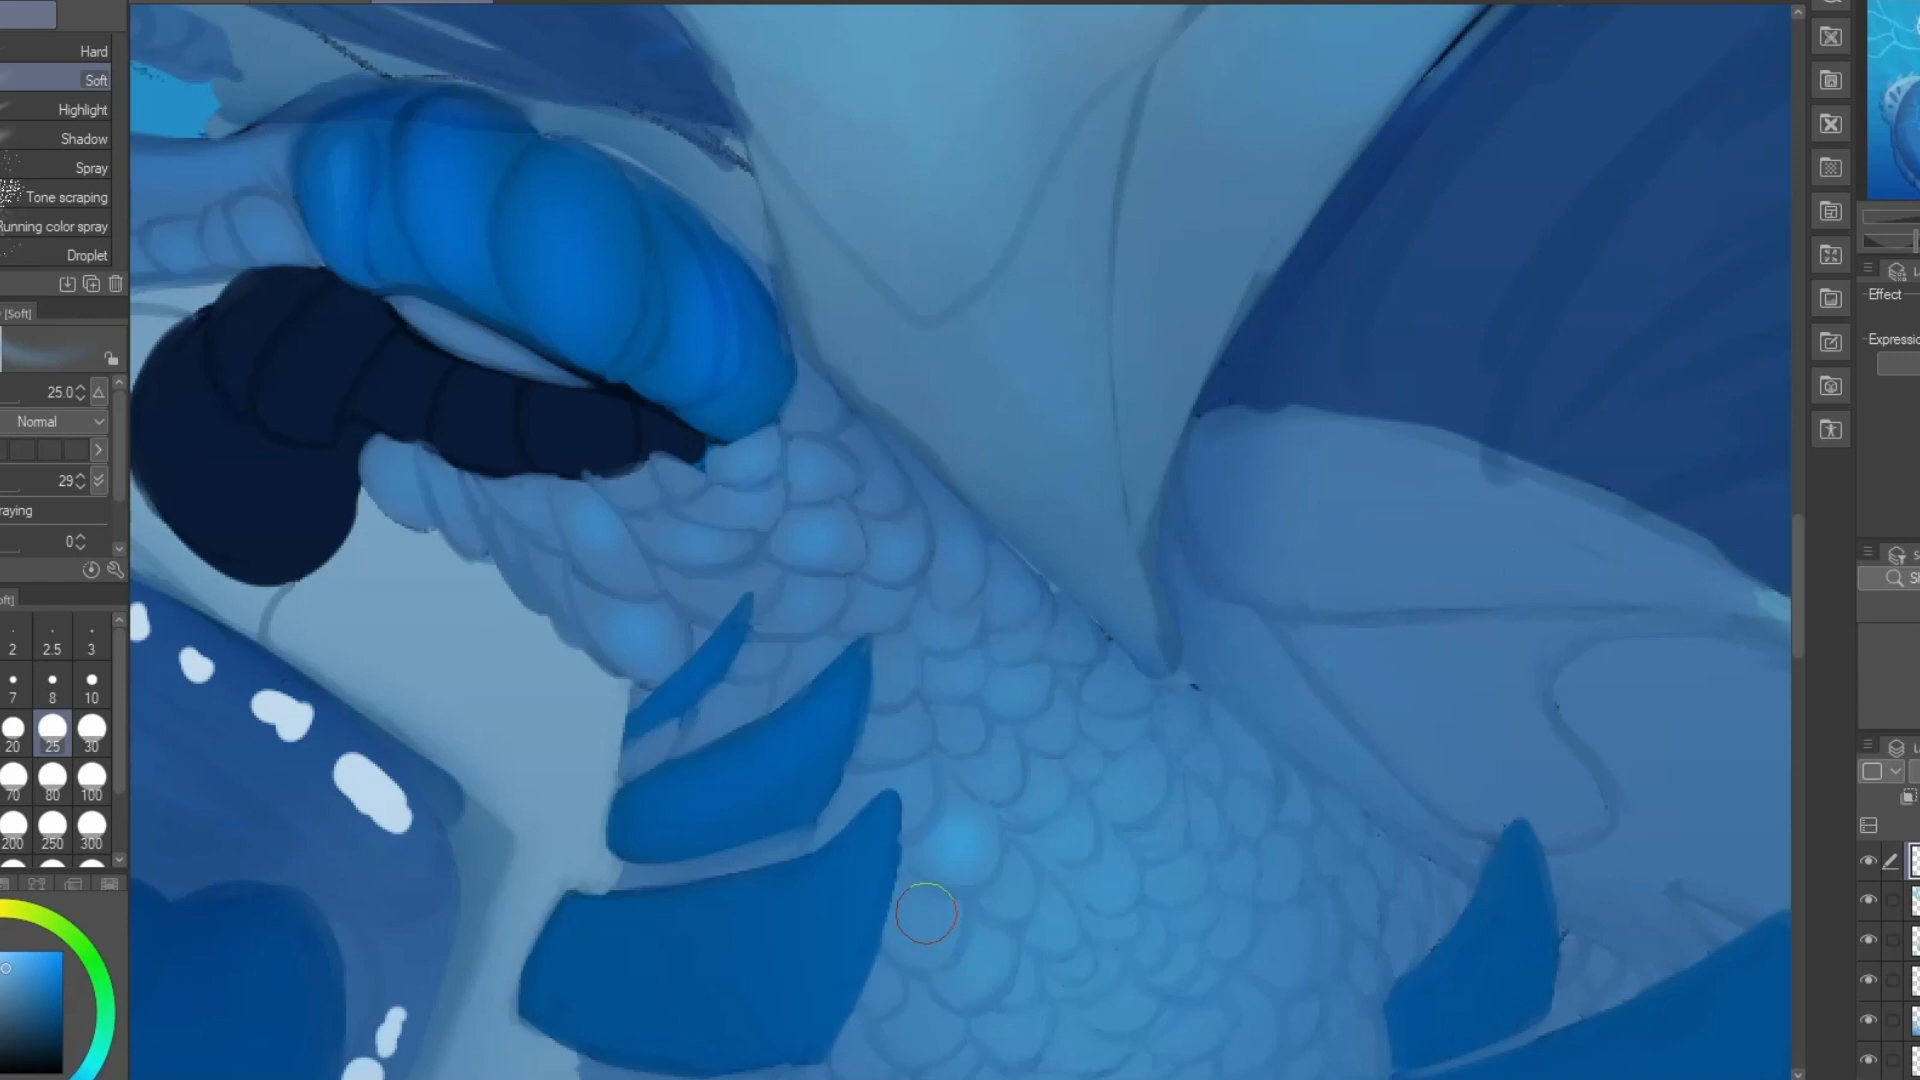 Hard
Soft
Highlight
Shadow
Spray
Tone scraping
Running color spray
Droplet
[Soft]
25.0
Normal
29
raying
0
oft]
2 2.5 3
7 8 10
20 25 30
70 80 100
200 250 300
Effect
Expressio